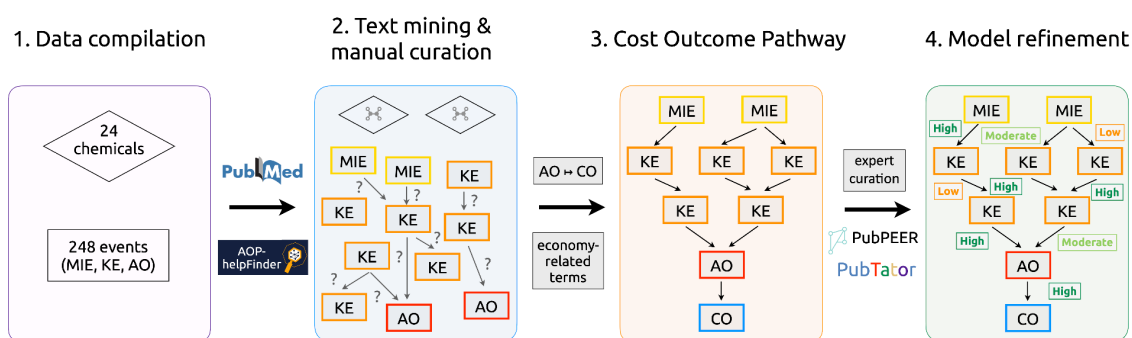 1. Data compilation
24
chemicals
248 events
(MIE, KE, AO)
PubMed
AOP-
helpFinder
2. Text mining &
manual curation
MIE
MIE
KE
?
?
?
KE
KE
KE
?
KE
?
KE
?
?
?
KE
AO
AO
AO ↦ CO
economy-
related
terms
3. Cost Outcome Pathway
MIE
MIE
KE
KE
KE
KE
KE
AO
CO
expert
curation
PubPEER
PubTator
4. Model refinement
MIE
MIE
High
Moderate
Low
KE
KE
KE
Low
High
High
KE
KE
High
Moderate
AO
High
CO